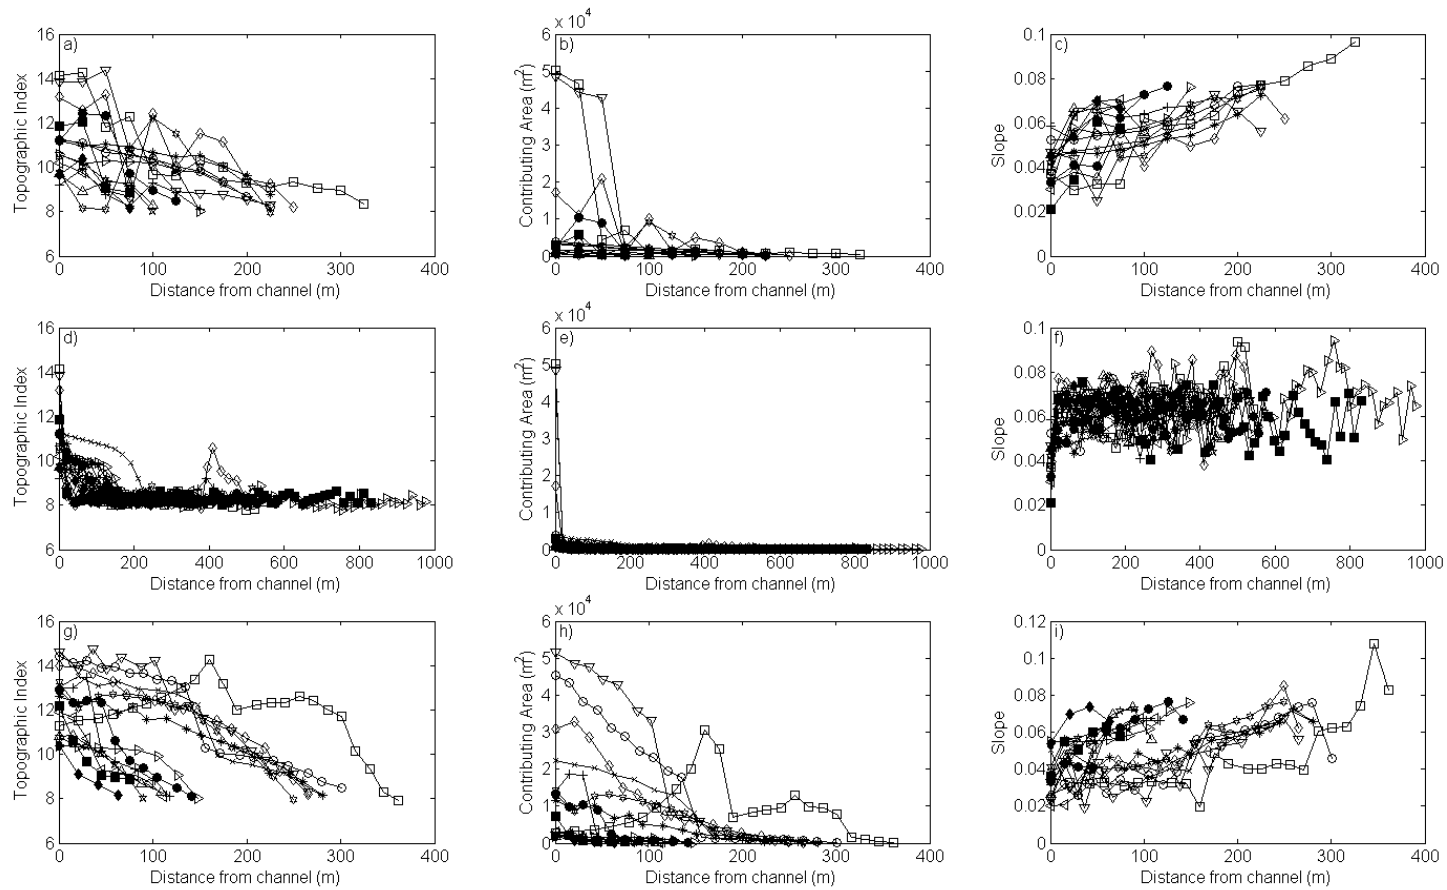 a)
Topographic Index
16
14
12
10
8
6
0 100 200 300 400
Distance from channel (m)
b)
x 10^4
Contributing Area (m²)
6
5
4
3
2
1
0
0 100 200 300 400
Distance from channel (m)
c)
Slope
0.1
0.08
0.06
0.04
0.02
0
0 100 200 300 400
Distance from channel (m)
d)
Topographic Index
16
14
12
10
8
6
0 200 400 600 800 1000
Distance from channel (m)
e)
x 10^4
Contributing Area (m²)
6
5
4
3
2
1
0
0 200 400 600 800 1000
Distance from channel (m)
f)
Slope
0.1
0.08
0.06
0.04
0.02
0
0 200 400 600 800 1000
Distance from channel (m)
g)
Topographic Index
16
14
12
10
8
6
0 100 200 300 400
Distance from channel (m)
h)
x 10^4
Contributing Area (m²)
6
5
4
3
2
1
0
0 100 200 300 400
Distance from channel (m)
i)
Slope
0.12
0.1
0.08
0.06
0.04
0.02
0
0 100 200 300 400
Distance from channel (m)